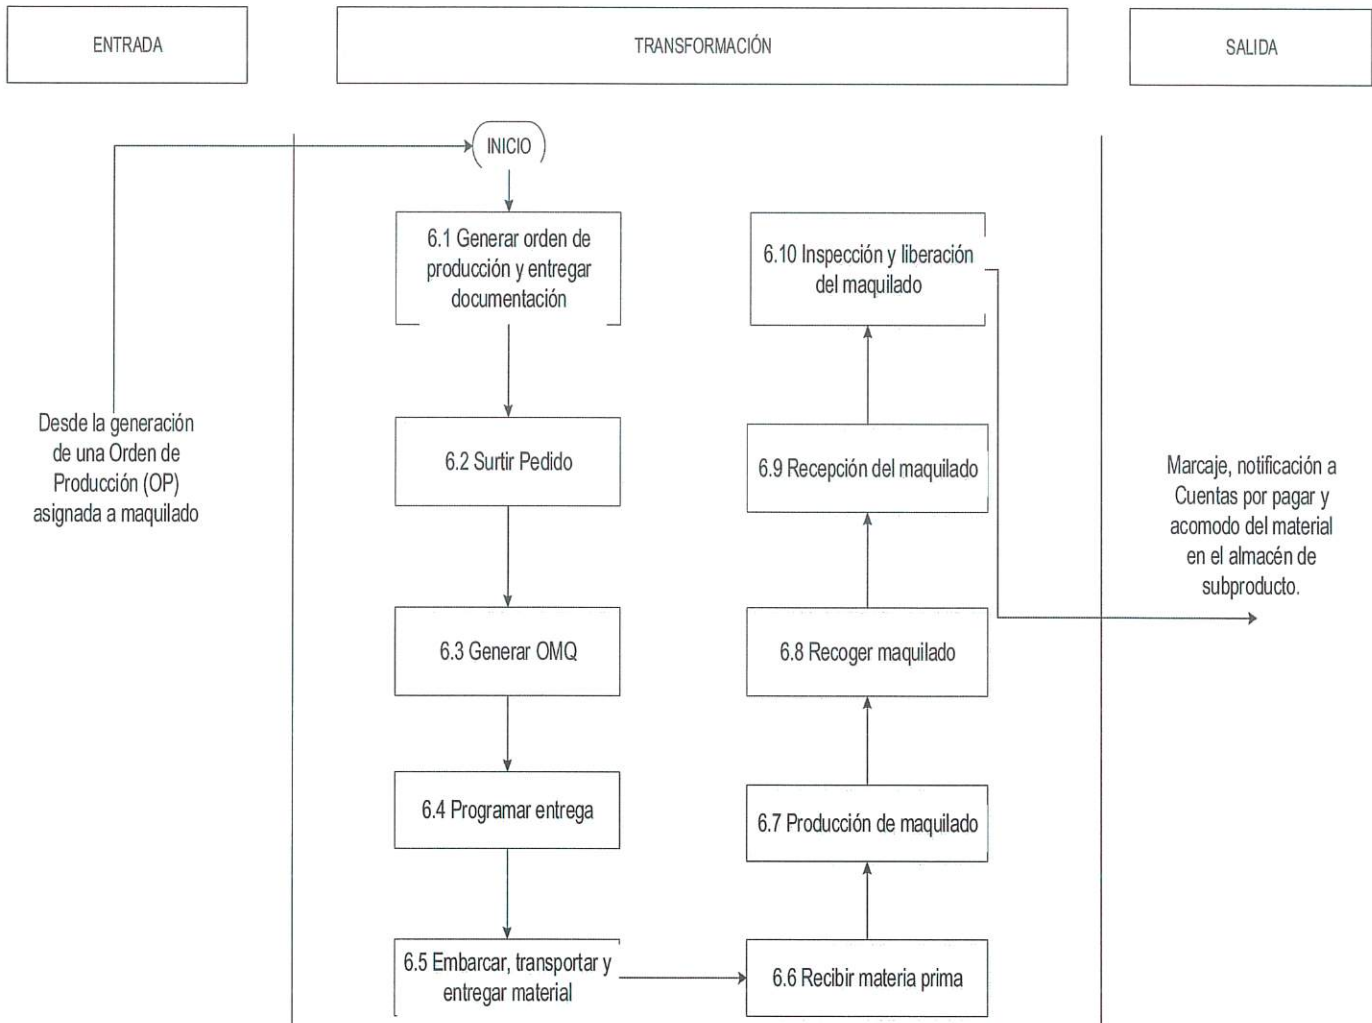 ENTRADA
TRANSFORMACIÓN
SALIDA
INICIO
6.1 Generar orden de
producción y entregar
documentación
6.2 Surtir Pedido
6.3 Generar OMQ
6.4 Programar entrega
6.5 Embarcar, transportar y
entregar material
6.6 Recibir materia prima
6.7 Producción de maquilado
6.8 Recoger maquilado
6.9 Recepción del maquilado
6.10 Inspección y liberación
del maquilado
Desde la generación
de una Orden de
Producción (OP)
asignada a maquilado
Marcaje, notificación a
Cuentas por pagar y
acomodo del material
en el almacén de
subproducto.